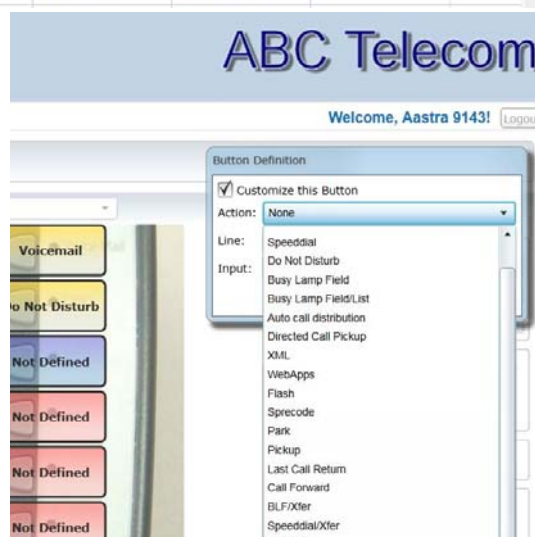 ABC Telecom
Welcome, Aastra 9143!
Button Definition
Customize this Button
Action: None
Line:
Input:
Speeddial
Do Not Disturb
Busy Lamp Field
Busy Lamp Field/List
Auto call distribution
Directed Call Pickup
XML
WebApps
Flash
Sprecode
Park
Pickup
Last Call Return
Call Forward
BLF/Xfer
Speeddial/Xfer
Voicemail
o Not Disturb
Not Defined
Not Defined
Not Defined
Not Defined